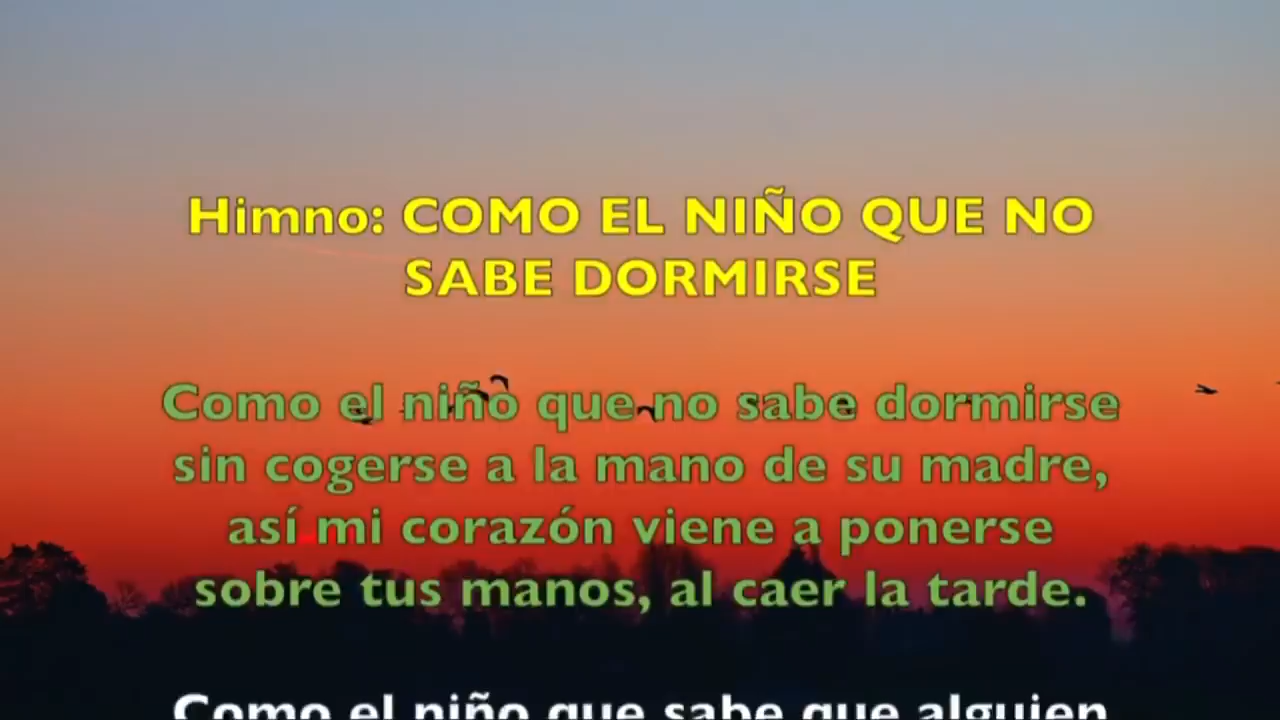 Himno: COMO EL NIÑO QUE NO
SABE DORMIRSE
Como el niño que no sabe dormirse
sin cogerse a la mano de su madre,
así mi corazón viene a ponerse
sobre tus manos, al caer la tarde.
Como el niño que sabe que alguien